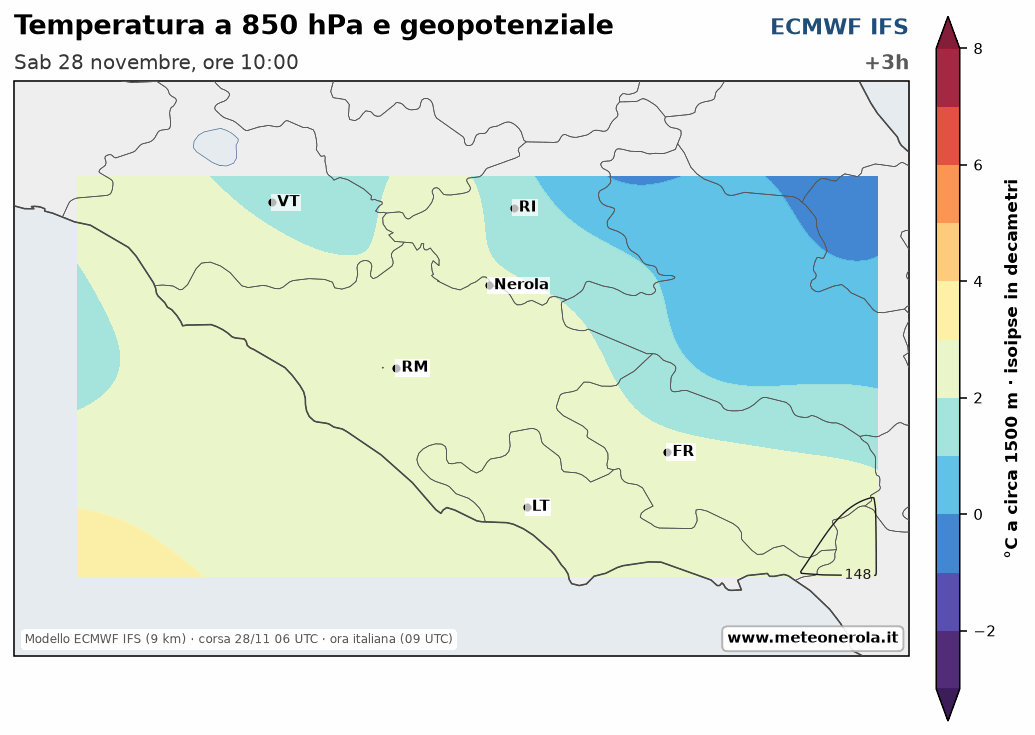 Temperatura a 850 hPa e geopotenziale
ECMWF IFS
Sab 28 novembre, ore 10:00
+3h
VT
RI
Nerola
RM
FR
LT
148
8
6
4
2
0
−2
°C a circa 1500 m · isoipse in decametri
Modello ECMWF IFS (9 km) · corsa 28/11 06 UTC · ora italiana (09 UTC)
www.meteonerola.it